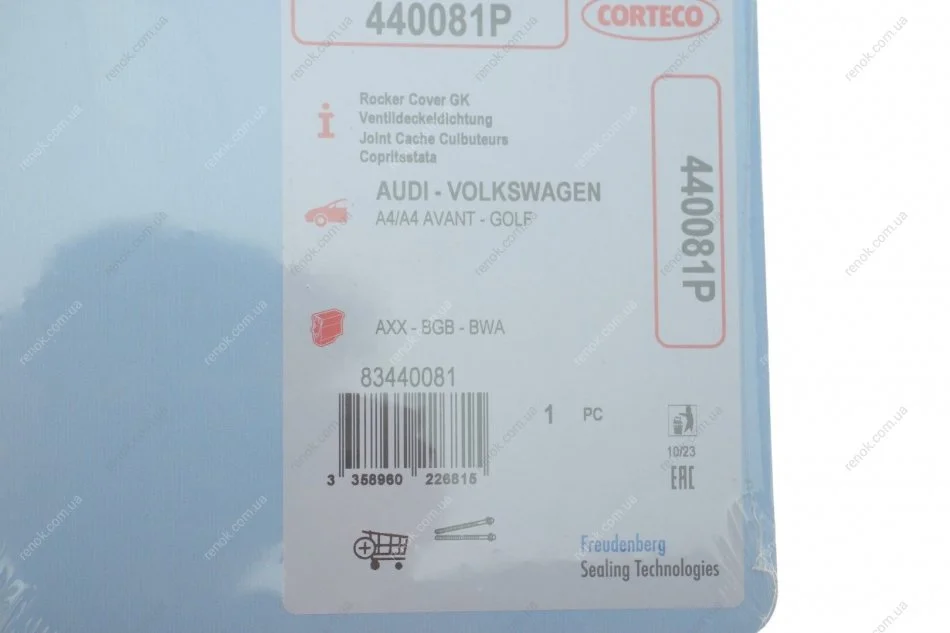 440081P
CORTECO
Rocker Cover GK
Ventildeckeldichtung
Joint Cache Culbuteurs
Copritsstata
AUDI - VOLKSWAGEN
A4/A4 AVANT - GOLF
440081P
AXX - BGB - BWA
83440081
1 PC
3 358960 226815
10/23
EAC
Freudenberg
Sealing Technologies
renok.com.ua